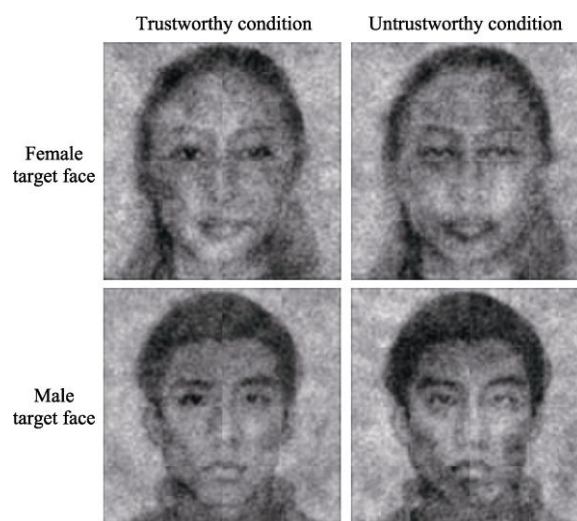 Trustworthy condition
Untrustworthy condition
Female
target face
Male
target face